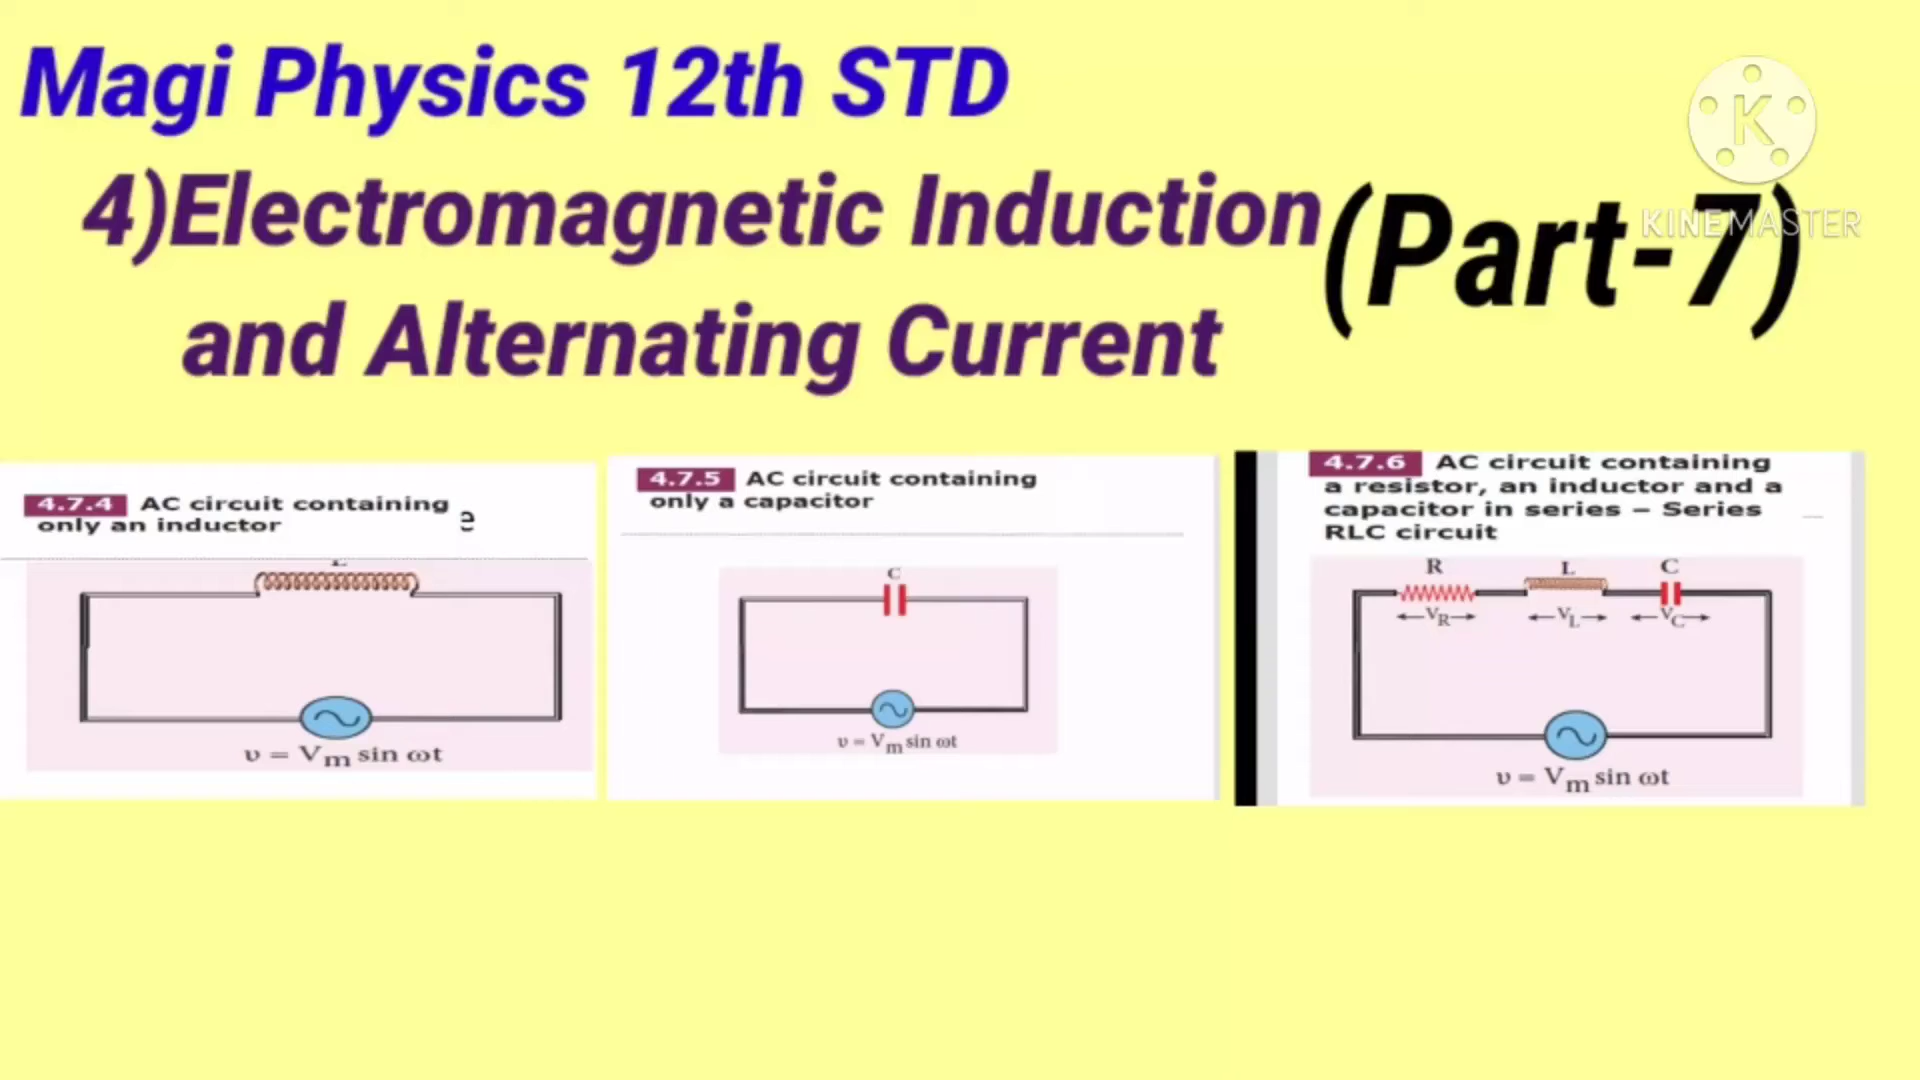 Magi Physics 12th STD
4)Electromagnetic Induction
and Alternating Current
(Part-7)
K
KINEMASTER
4.7.4 AC circuit containing
only an inductor
e
υ = Vm sin ωt
4.7.5 AC circuit containing
only a capacitor
C
υ = Vm sin ωt
4.7.6 AC circuit containing
a resistor, an inductor and a
capacitor in series – Series
RLC circuit
R L C
VR VL VC
υ = Vm sin ωt